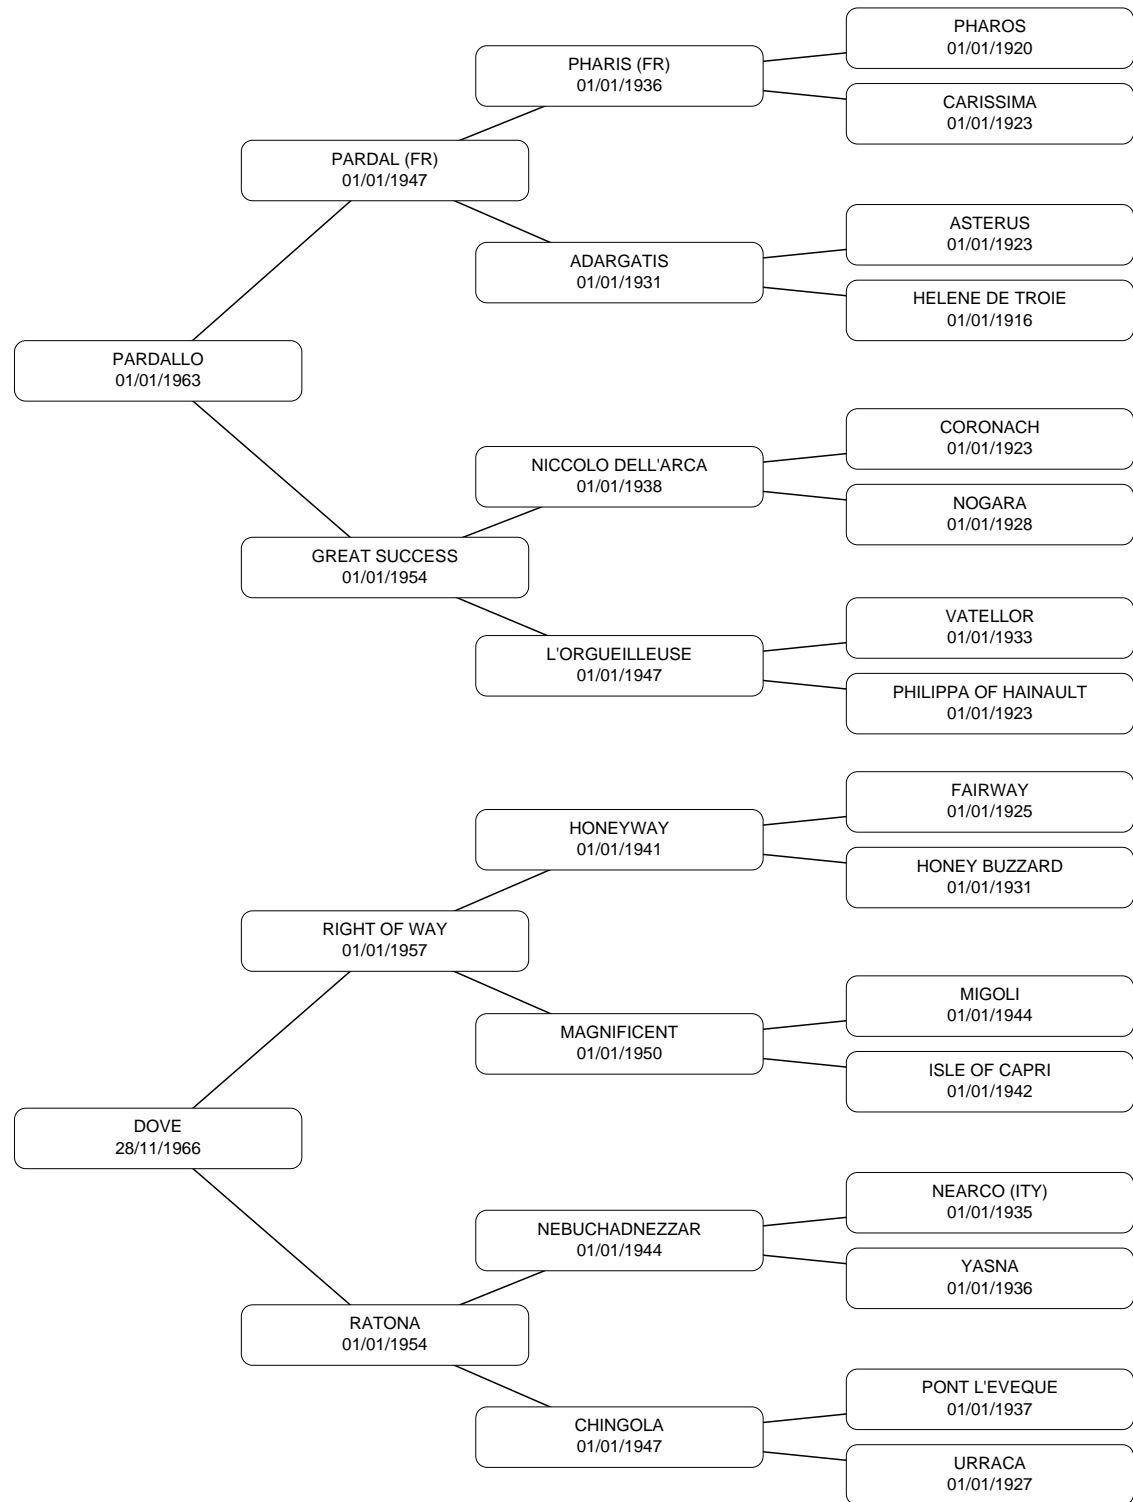 PHAROS
01/01/1920
PHARIS (FR)
01/01/1936
CARISSIMA
01/01/1923
PARDAL (FR)
01/01/1947
ASTERUS
01/01/1923
ADARGATIS
01/01/1931
HELENE DE TROIE
01/01/1916
PARDALLO
01/01/1963
CORONACH
01/01/1923
NICCOLO DELL'ARCA
01/01/1938
NOGARA
01/01/1928
GREAT SUCCESS
01/01/1954
VATELLOR
01/01/1933
L'ORGUEILLEUSE
01/01/1947
PHILIPPA OF HAINAULT
01/01/1923
FAIRWAY
01/01/1925
HONEYWAY
01/01/1941
HONEY BUZZARD
01/01/1931
RIGHT OF WAY
01/01/1957
MIGOLI
01/01/1944
MAGNIFICENT
01/01/1950
ISLE OF CAPRI
01/01/1942
DOVE
28/11/1966
NEARCO (ITY)
01/01/1935
NEBUCHADNEZZAR
01/01/1944
YASNA
01/01/1936
RATONA
01/01/1954
PONT L'EVEQUE
01/01/1937
CHINGOLA
01/01/1947
URRACA
01/01/1927